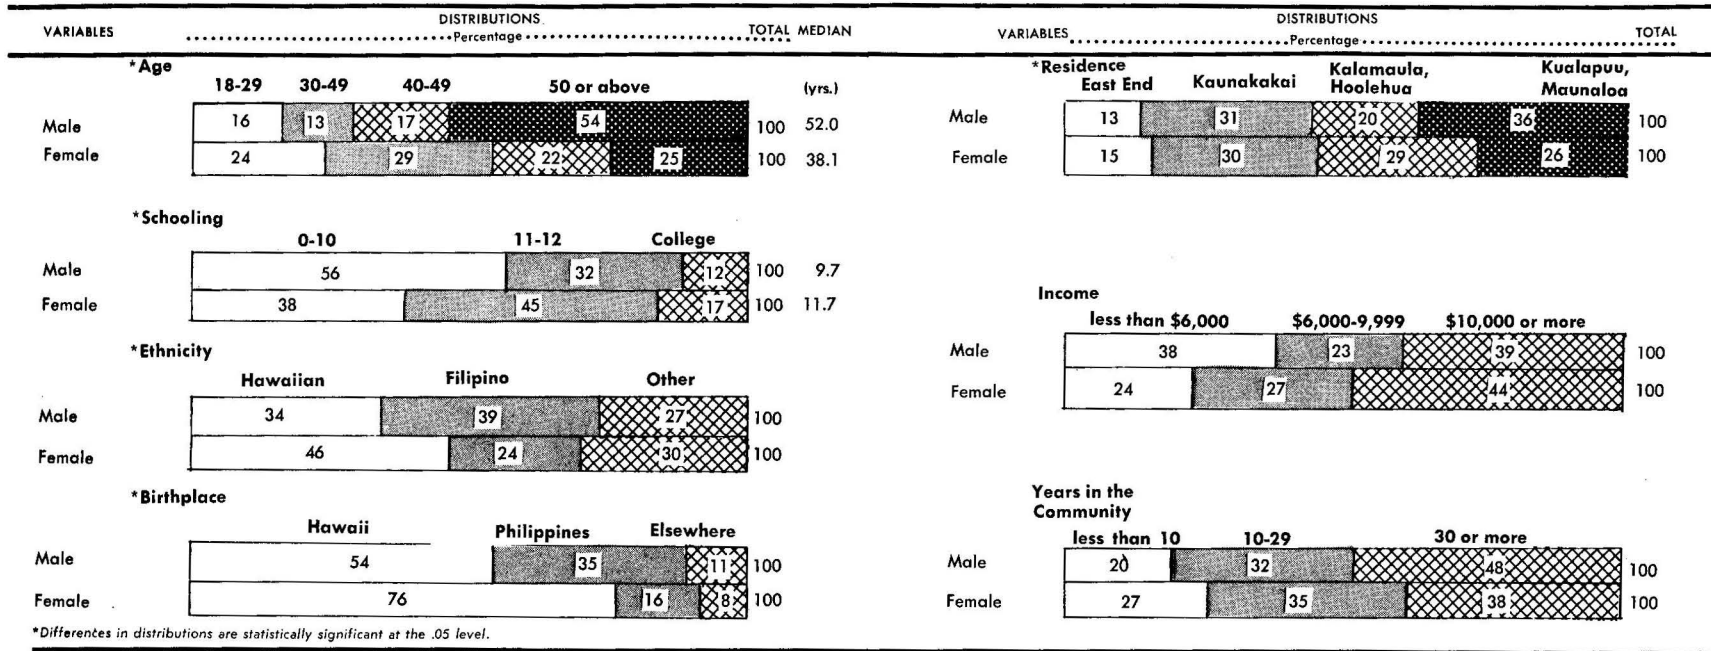 VARIABLES DISTRIBUTIONS Percentage TOTAL MEDIAN
*Age
18-29 30-49 40-49 50 or above (yrs.)
Male 16 13 17 54 100 52.0
Female 24 29 22 25 100 38.1
*Schooling
0-10 11-12 College
Male 56 32 12 100 9.7
Female 38 45 17 100 11.7
*Ethnicity
Hawaiian Filipino Other
Male 34 39 27 100
Female 46 24 30 100
*Birthplace
Hawaii Philippines Elsewhere
Male 54 35 11 100
Female 76 16 8 100
*Differences in distributions are statistically significant at the .05 level.
VARIABLES DISTRIBUTIONS Percentage TOTAL
*Residence
East End Kaunakakai Kalamaula, Hoolehua Kualapuu, Maunaloa
Male 13 31 20 36 100
Female 15 30 29 26 100
Income
less than $6,000 $6,000-9,999 $10,000 or more
Male 38 23 39 100
Female 24 27 44 100
Years in the
Community
less than 10 10-29 30 or more
Male 20 32 48 100
Female 27 35 38 100